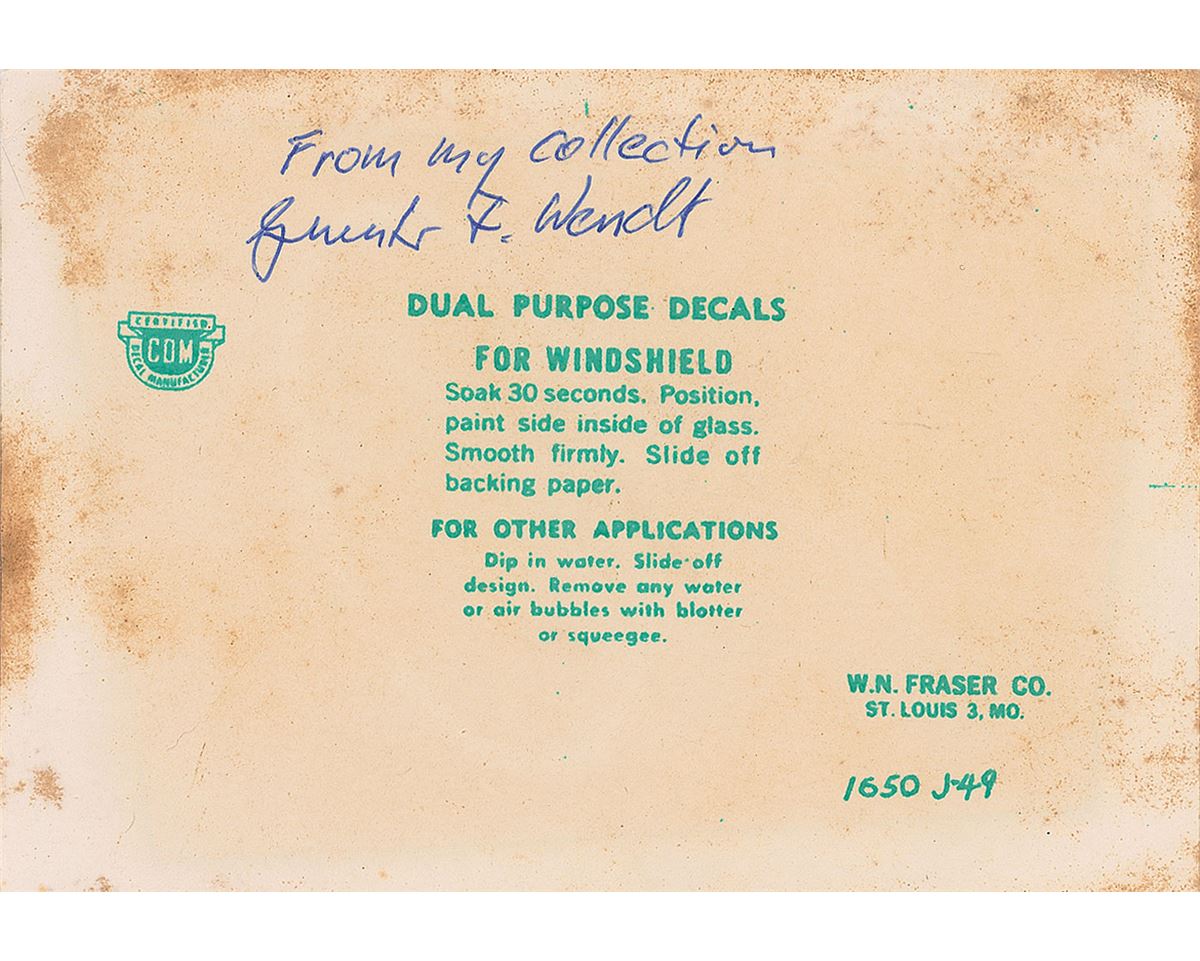 From my collection
Guenter F. Wendt
DUAL PURPOSE DECALS
FOR WINDSHIELD
Soak 30 seconds. Position,
paint side inside of glass.
Smooth firmly. Slide off
backing paper.
FOR OTHER APPLICATIONS
Dip in water. Slide off
design. Remove any water
or air bubbles with blotter
or squeegee.
CERTIFIED
CDM
DECAL MANUFACTURER
W.N. FRASER CO.
ST. LOUIS 3, MO.
1650 J-49